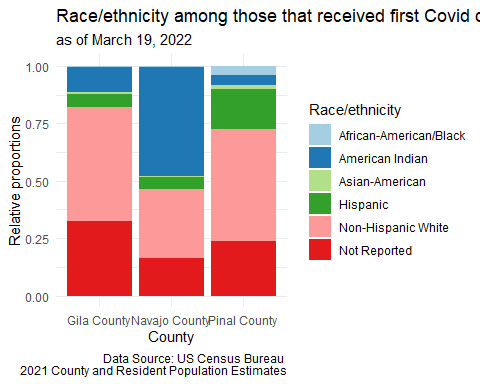 Race/ethnicity among those that received first Covid
as of March 19, 2022
1.00
0.75
0.50
0.25
0.00
Relative proportions
Gila County Navajo County Pinal County
County
Race/ethnicity
African-American/Black
American Indian
Asian-American
Hispanic
Non-Hispanic White
Not Reported
Data Source: US Census Bureau
2021 County and Resident Population Estimates